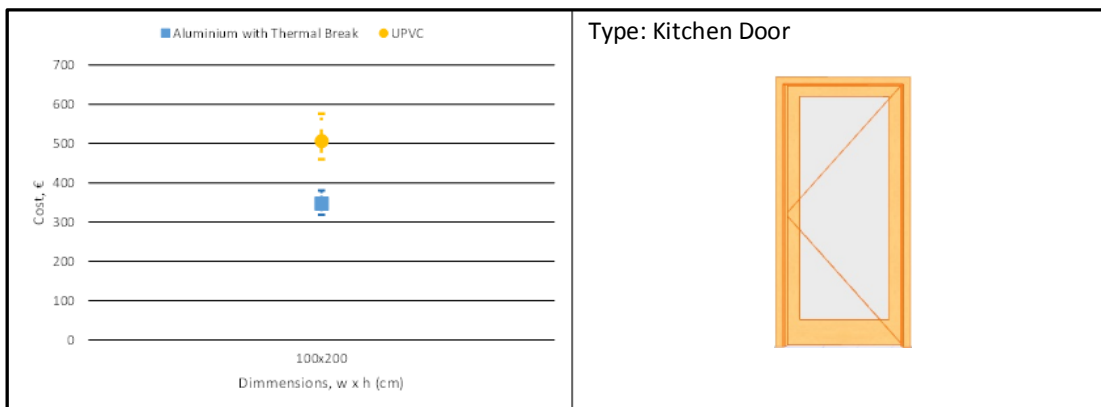 Aluminium with Thermal Break UPVC
Type: Kitchen Door
700
600
500
400
300
200
100
0
Cost, €
100x200
Dimmensions, w x h (cm)